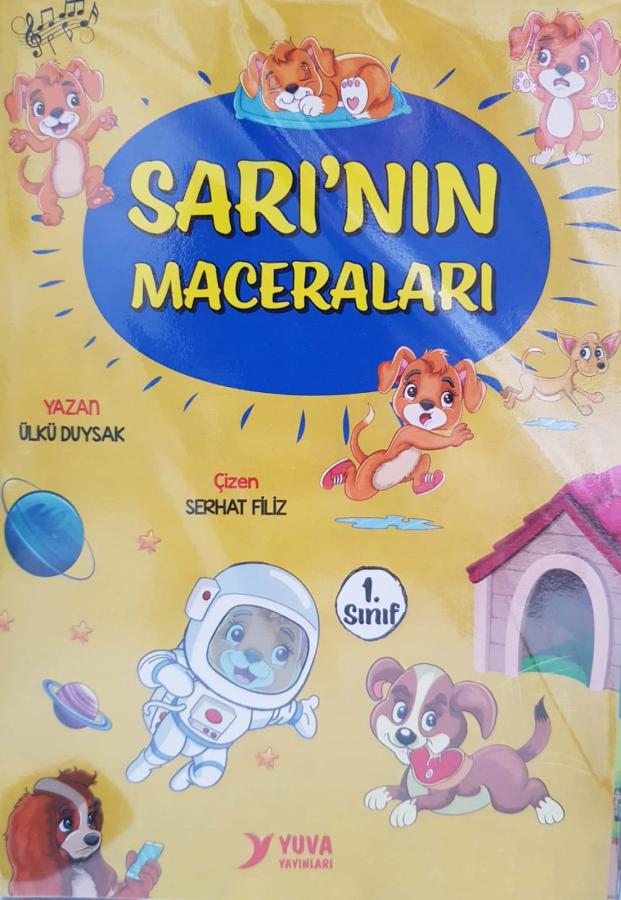 SARI'NIN
MACERALARI
YAZAN
ÜLKÜ DUYSAK
Çizen
SERHAT FİLİZ
1.
Sınıf
YUVA
YAYINLARI